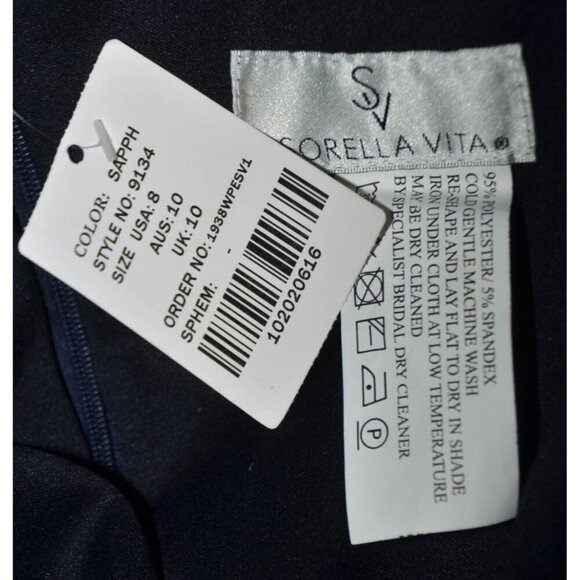 SV
SORELLA VITA®
COLOR: SAPPH
STYLE NO: 9134
SIZE USA: 8
AUS: 10
UK: 10
ORDER NO: 1998WPESV1
SPHEM:
102020616
95% POLYESTER/ 5% SPANDEX
COLD GENTLE MACHINE WASH
RE-SHAPE AND LAY FLAT TO DRY IN SHADE
IRON UNDER CLOTH AT LOW TEMPERATURE
MAY BE DRY CLEANED
BY SPECIALIST BRIDAL DRY CLEANER
P